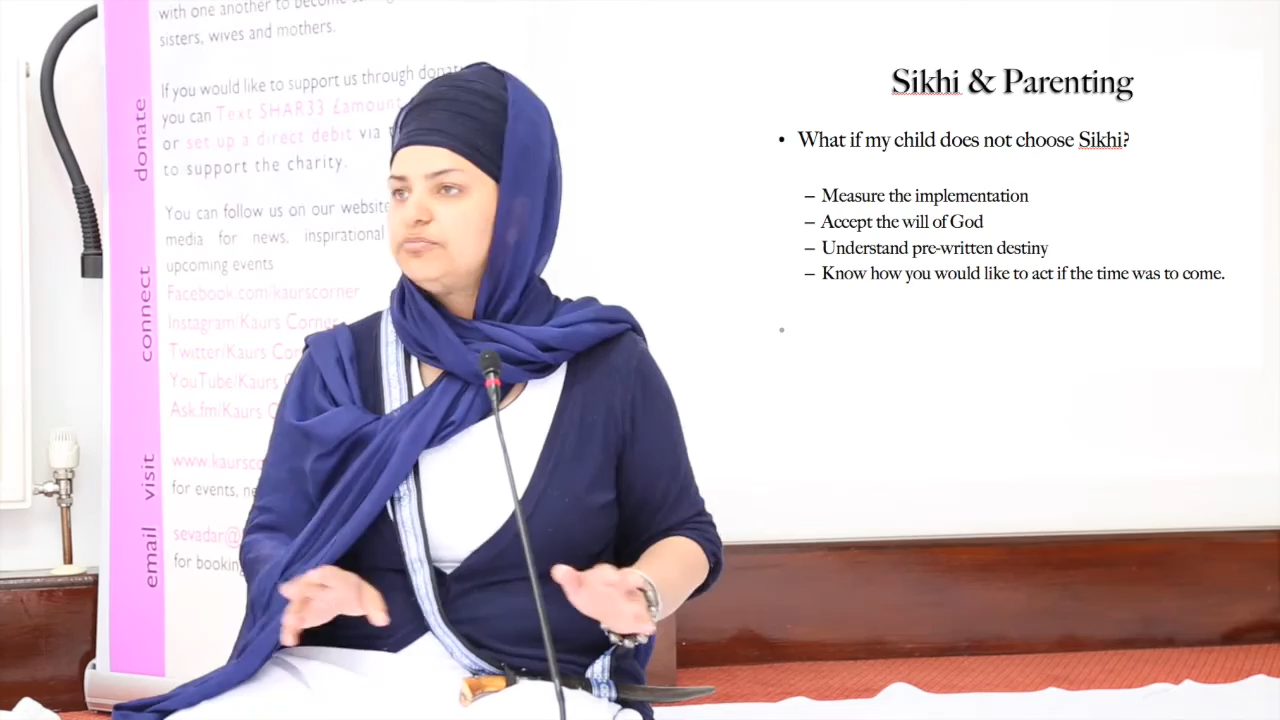 with one another to become
sisters, wives and mothers.
If you would like to support us through
you can Text SHAR33 £amount
or set up a direct debit via
to support the charity.
You can follow us on our website
media for news, inspirational
upcoming events
Facebook.com/kaurscorner
Instagram/Kaurs Corner
Twitter/Kaurs
YouTube/Kaurs
Ask.fm/Kaurs
for events,
sevadar@
for
donate
connect
visit
email
Sikhi & Parenting
• What if my child does not choose Sikhi?
– Measure the implementation
– Accept the will of God
– Understand pre-written destiny
– Know how you would like to act if the time was to come.